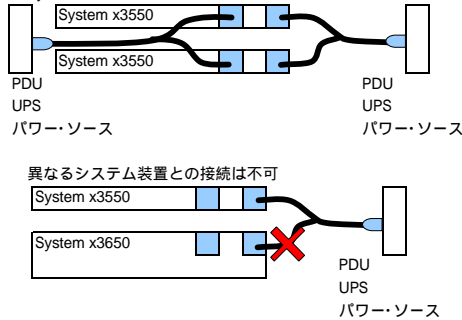 System x3550
System x3550
PDU
UPS
パワー・ソース
PDU
UPS
パワー・ソース
異なるシステム装置との接続は不可
System x3550
System x3650
PDU
UPS
パワー・ソース